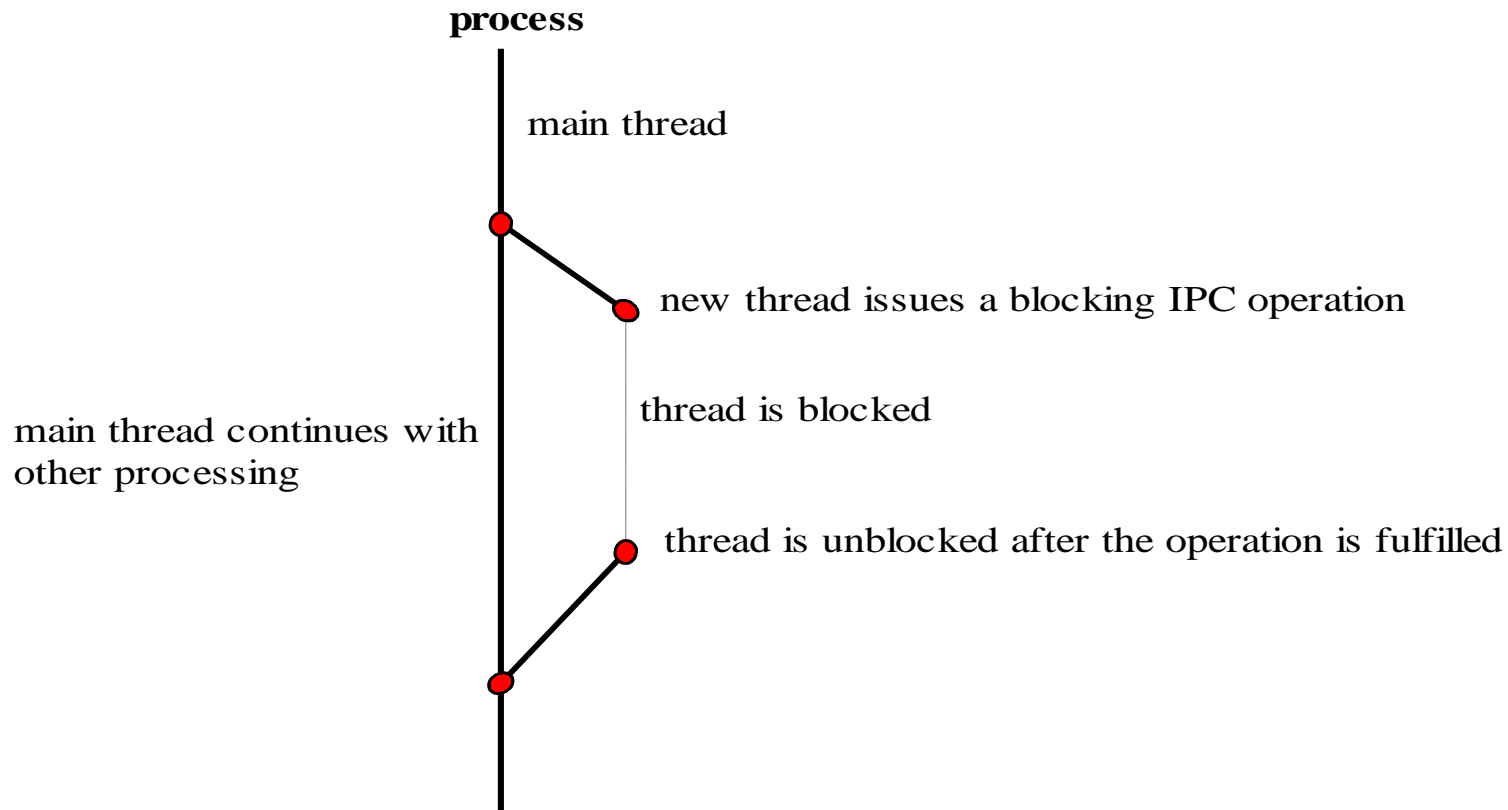 process
main thread
new thread issues a blocking IPC operation
thread is blocked
main thread continues with
other processing
thread is unblocked after the operation is fulfilled